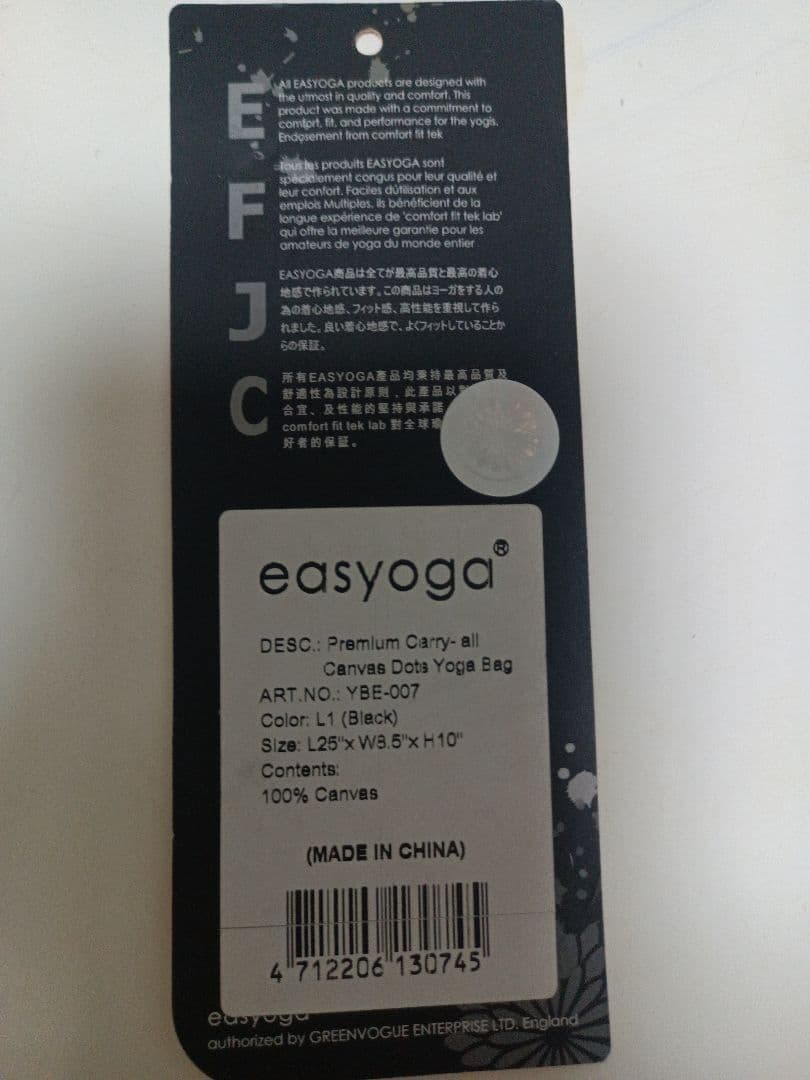 E
All EASYOGA products are designed with
the utmost in quality and comfort. This
product was made with a commitment to
comfort, fit, and performance for the yogis.
Endosement from comfort fit tek
F
Tous les produits EASYOGA sont
spécialement congus pour leur qualité et
leur confort. Faciles dûtilisation et aux
emplois Multiples, ils bénéficient de la
longue expérience de 'comfort fit tek lab'
qui offre la meilleure garantie pour les
amateurs de yoga du monde entier
J
EASYOGA商品は全てが最高品質と最高の着心
地感で作られています。この商品はヨーガをする人の
為の着心地感、フィット感、高性能を重視して作ら
れました。良い着心地感で、よくフィットしていることか
らの保証。
C
所有EASYOGA產品均秉持最高品質及
舒適性為設計原則，此產品以
合宜、及性能的堅持與承諾
comfort fit tek lab 對全球
好者的保証。
easyoga®
DESC.: Premium Carry- all
Canvas Dots Yoga Bag
ART.NO.: YBE-007
Color: L1 (Black)
Size: L25"x W8.5"x H10"
Contents:
100% Canvas
(MADE IN CHINA)
4 712206 130745
easyoga
authorized by GREENVOGUE ENTERPRISE LTD. England